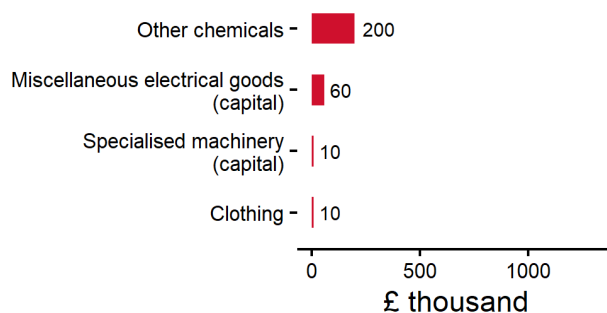 Other chemicals
200
Miscellaneous electrical goods
(capital)
60
Specialised machinery
(capital)
10
Clothing
10
0
500
1000
£ thousand